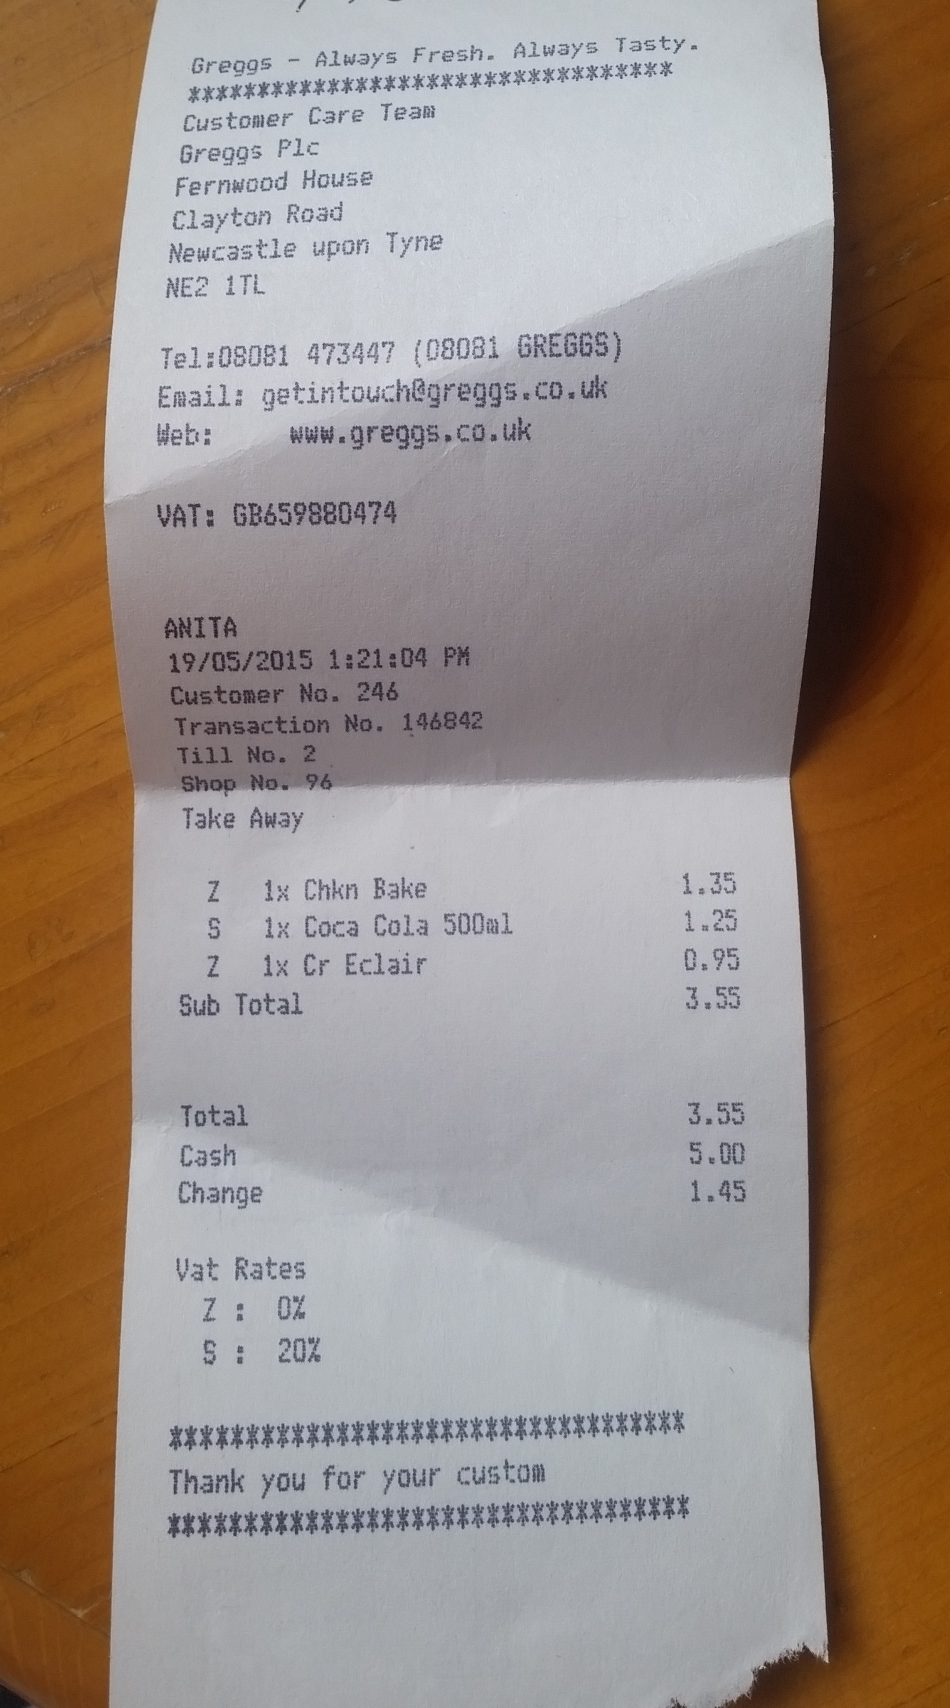 Greggs - Always Fresh. Always Tasty.
***********************************
Customer Care Team
Greggs Plc
Fernwood House
Clayton Road
Newcastle upon Tyne
NE2 1TL
Tel:08081 473447 (08081 GREGGS)
Email: getintouch@greggs.co.uk
Web: www.greggs.co.uk
VAT: GB659880474
ANITA
19/05/2015 1:21:04 PM
Customer No. 246
Transaction No. 146842
Till No. 2
Shop No. 96
Take Away
Z 1x Chkn Bake 1.35
S 1x Coca Cola 500ml 1.25
Z 1x Cr Eclair 0.95
Sub Total 3.55
Total 3.55
Cash 5.00
Change 1.45
Vat Rates
Z : 0%
S : 20%
***********************************
Thank you for your custom
***********************************